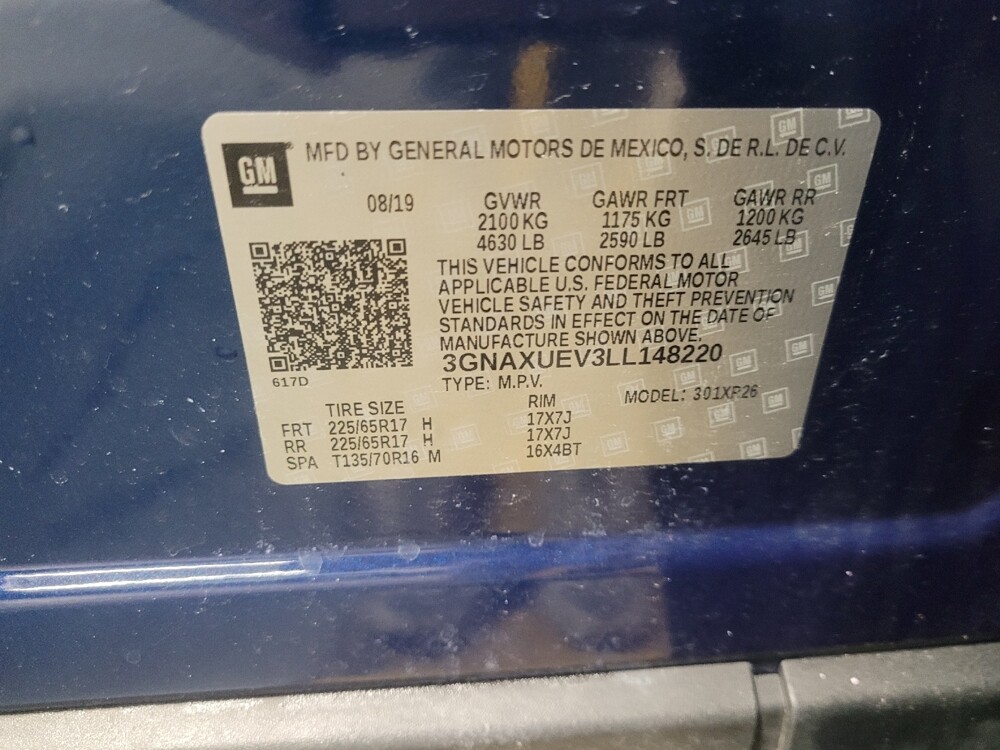 GM MFD BY GENERAL MOTORS DE MEXICO, S. DE R.L. DE C.V.
08/19 GVWR GAWR FRT GAWR RR
2100 KG 1175 KG 1200 KG
4630 LB 2590 LB 2645 LB
THIS VEHICLE CONFORMS TO ALL
APPLICABLE U.S. FEDERAL MOTOR
VEHICLE SAFETY AND THEFT PREVENTION
STANDARDS IN EFFECT ON THE DATE OF
MANUFACTURE SHOWN ABOVE.
3GNAXUEV3LL148220
617D
TYPE: M.P.V. MODEL: 301XP26
TIRE SIZE RIM
FRT 225/65R17 H 17X7J
RR 225/65R17 H 17X7J
SPA T135/70R16 M 16X4BT